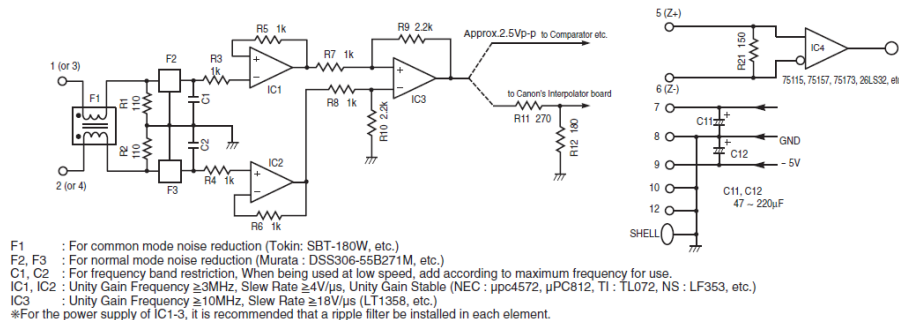 R5 1k
R9 2.2k
Approx.2.5Vp-p to Comparator etc.
5 (Z+)
R21 150
IC4
75115, 75157, 75173, 26LS32, etc
6 (Z-)
1 (or 3)
F1
2 (or 4)
F2
R3
1k
R1
110
C1
R2
110
C2
F3
R4 1k
+
−
IC1
R7 1k
R8 1k
R10 2.2k
−
+
IC3
IC2
+
−
R6 1k
to Canon's Interpolator board
R11 270
R12 180
7
8
9
10
12
SHELL
C11
+
+
C12
GND
- 5V
C11, C12
47 ~ 220µF
F1 : For common mode noise reduction (Tokin: SBT-180W, etc.)
F2, F3 : For normal mode noise reduction (Murata : DSS306-55B271M, etc.)
C1, C2 : For frequency band restriction, When being used at low speed, add according to maximum frequency for use.
IC1, IC2 : Unity Gain Frequency ≧3MHz, Slew Rate ≧4V/µs, Unity Gain Stable (NEC : µpc4572, µPC812, TI : TL072, NS : LF353, etc.)
IC3 : Unity Gain Frequency ≧10MHz, Slew Rate ≧18V/µs (LT1358, etc.)
※For the power supply of IC1-3, it is recommended that a ripple filter be installed in each element.